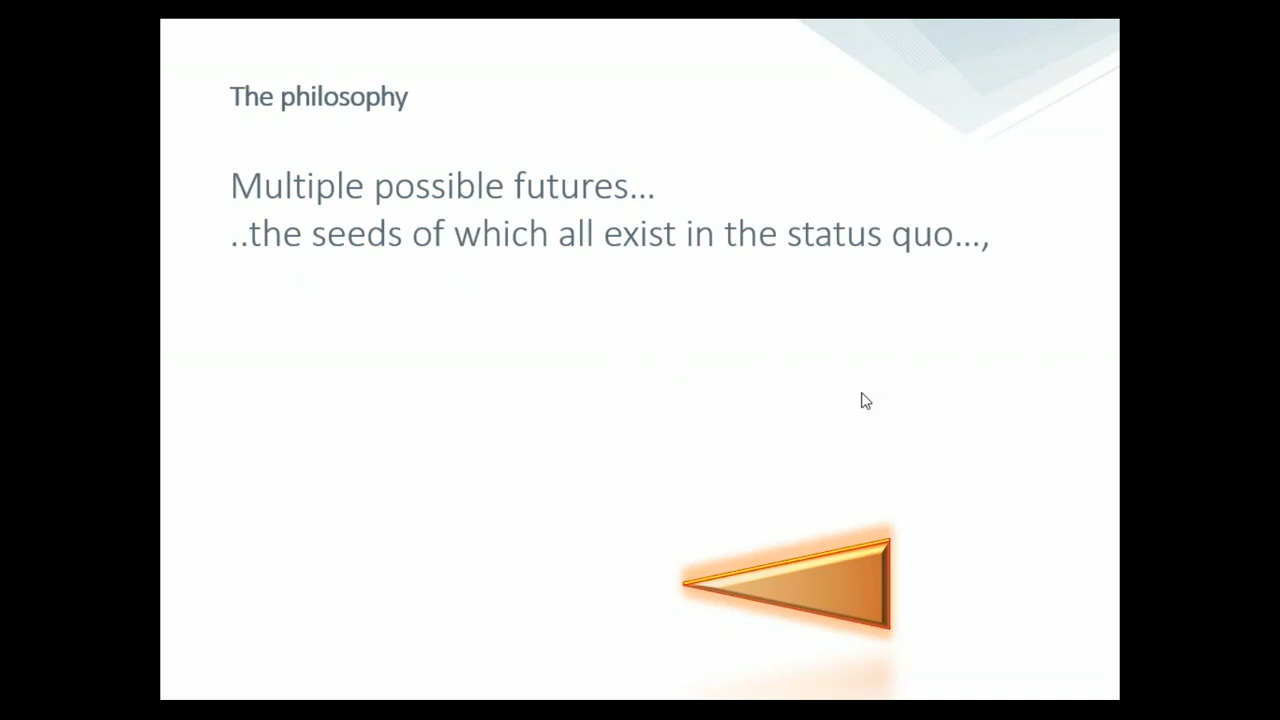 The philosophy
Multiple possible futures...
..the seeds of which all exist in the status quo...,